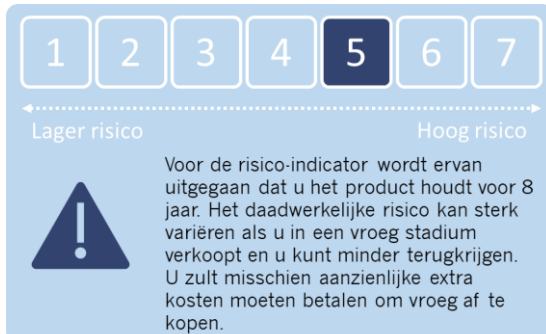 1 2 3 4 5 6 7
Lager risico Hoog risico
Voor de risico-indicator wordt ervan
uitgegaan dat u het product houdt voor 8
jaar. Het daadwerkelijke risico kan sterk
variëren als u in een vroeg stadium
verkoopt en u kunt minder terugkrijgen.
U zult misschien aanzienlijke extra
kosten moeten betalen om vroeg af te
kopen.